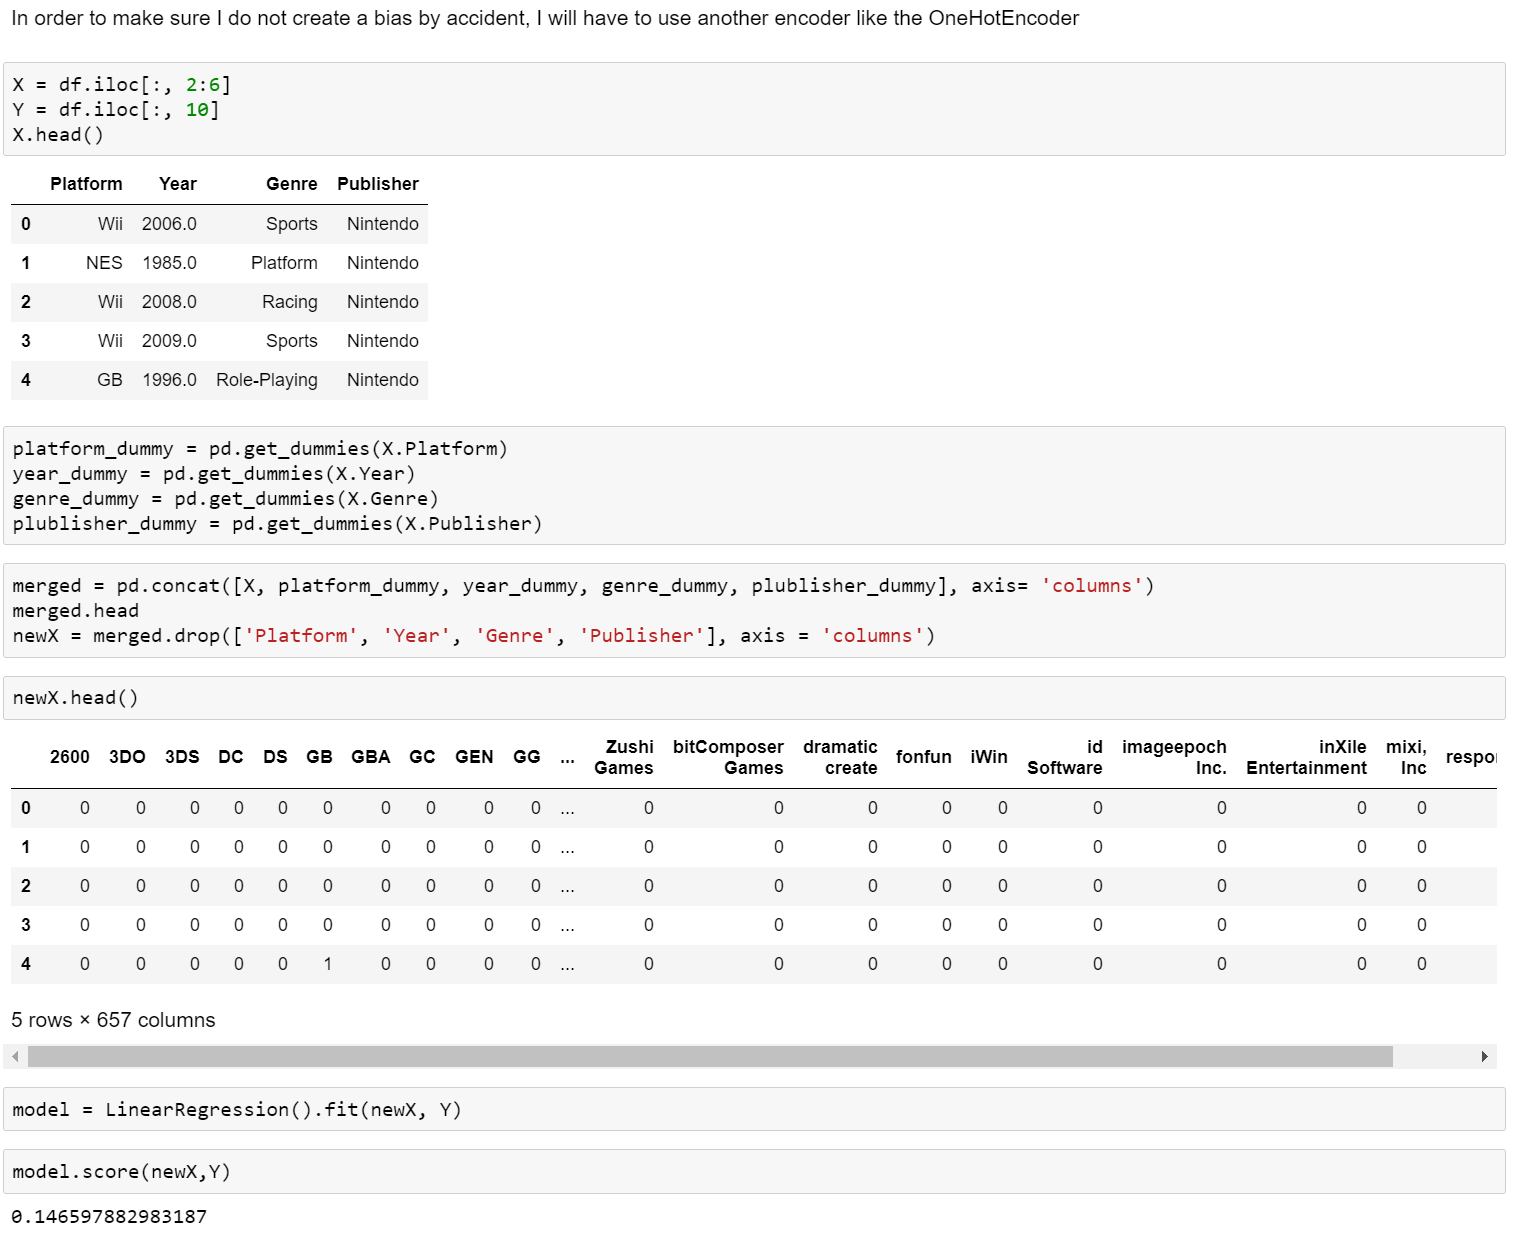 In order to make sure I do not create a bias by accident, I will have to use another encoder like the OneHotEncoder
X = df.iloc[:, 2:6]
Y = df.iloc[:, 10]
X.head()
Platform Year Genre Publisher
0 Wii 2006.0 Sports Nintendo
1 NES 1985.0 Platform Nintendo
2 Wii 2008.0 Racing Nintendo
3 Wii 2009.0 Sports Nintendo
4 GB 1996.0 Role-Playing Nintendo
platform_dummy = pd.get_dummies(X.Platform)
year_dummy = pd.get_dummies(X.Year)
genre_dummy = pd.get_dummies(X.Genre)
plublisher_dummy = pd.get_dummies(X.Publisher)
merged = pd.concat([X, platform_dummy, year_dummy, genre_dummy, plublisher_dummy], axis= 'columns')
merged.head
newX = merged.drop(['Platform', 'Year', 'Genre', 'Publisher'], axis = 'columns')
newX.head()
2600 3DO 3DS DC DS GB GBA GC GEN GG ... Zushi Games bitComposer Games dramatic create fonfun iWin id Software imageepoch Inc. inXile Entertainment mixi, Inc respo
0 0 0 0 0 0 0 0 0 0 0 ... 0 0 0 0 0 0 0 0 0
1 0 0 0 0 0 0 0 0 0 0 ... 0 0 0 0 0 0 0 0 0
2 0 0 0 0 0 0 0 0 0 0 ... 0 0 0 0 0 0 0 0 0
3 0 0 0 0 0 0 0 0 0 0 ... 0 0 0 0 0 0 0 0 0
4 0 0 0 0 0 1 0 0 0 0 ... 0 0 0 0 0 0 0 0 0
5 rows × 657 columns
model = LinearRegression().fit(newX, Y)
model.score(newX,Y)
0.146597882983187